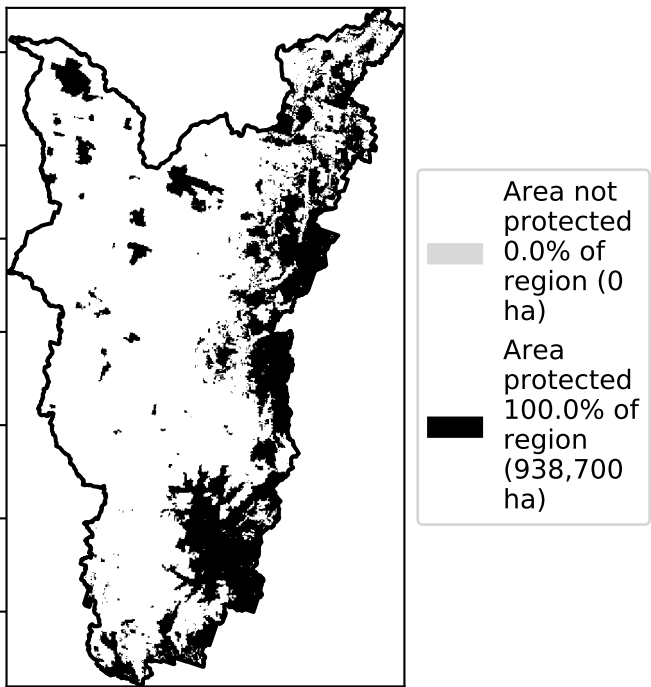 Area not
protected
0.0% of
region (0
ha)
Area
protected
100.0% of
region
(938,700
ha)